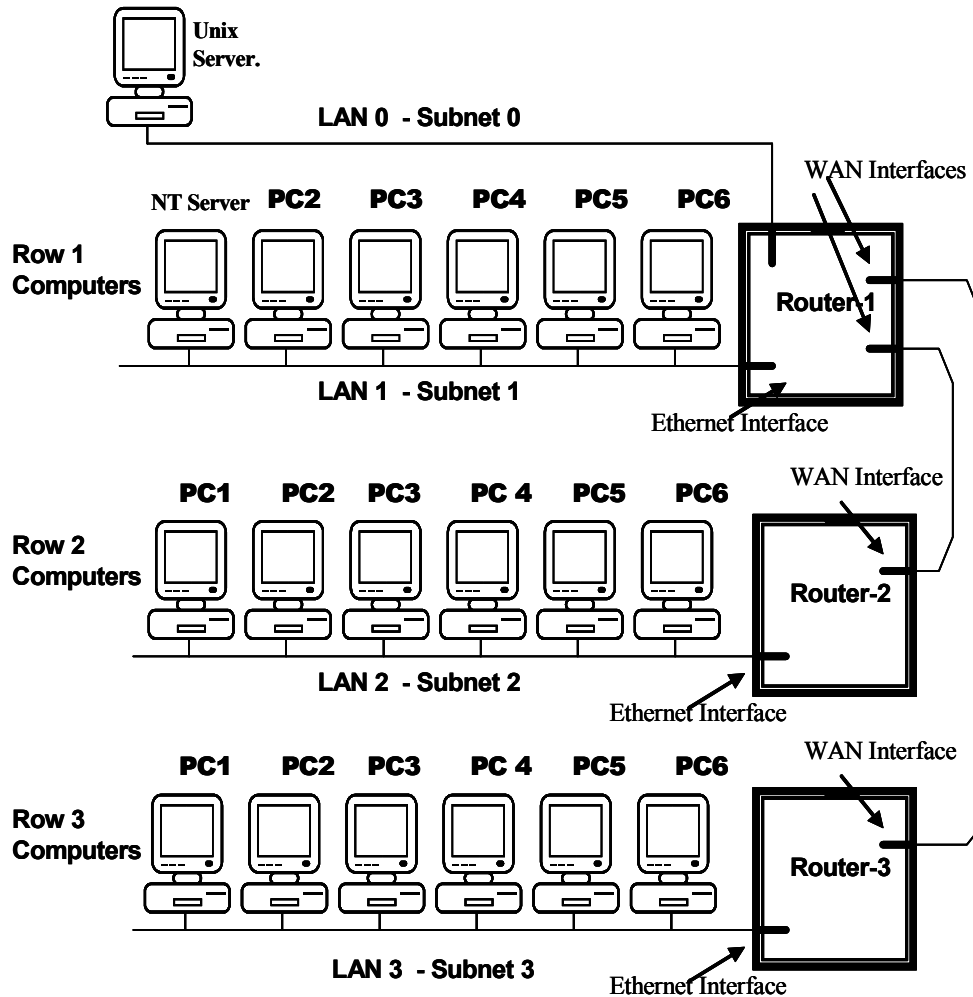 Unix
Server.
LAN 0 - Subnet 0
WAN Interfaces
NT Server PC2 PC3 PC4 PC5 PC6
Row 1
Computers
Router-1
LAN 1 - Subnet 1
Ethernet Interface
WAN Interface
PC1 PC2 PC3 PC 4 PC5 PC6
Row 2
Computers
Router-2
LAN 2 - Subnet 2
Ethernet Interface
WAN Interface
PC1 PC2 PC3 PC 4 PC5 PC6
Row 3
Computers
Router-3
LAN 3 - Subnet 3
Ethernet Interface